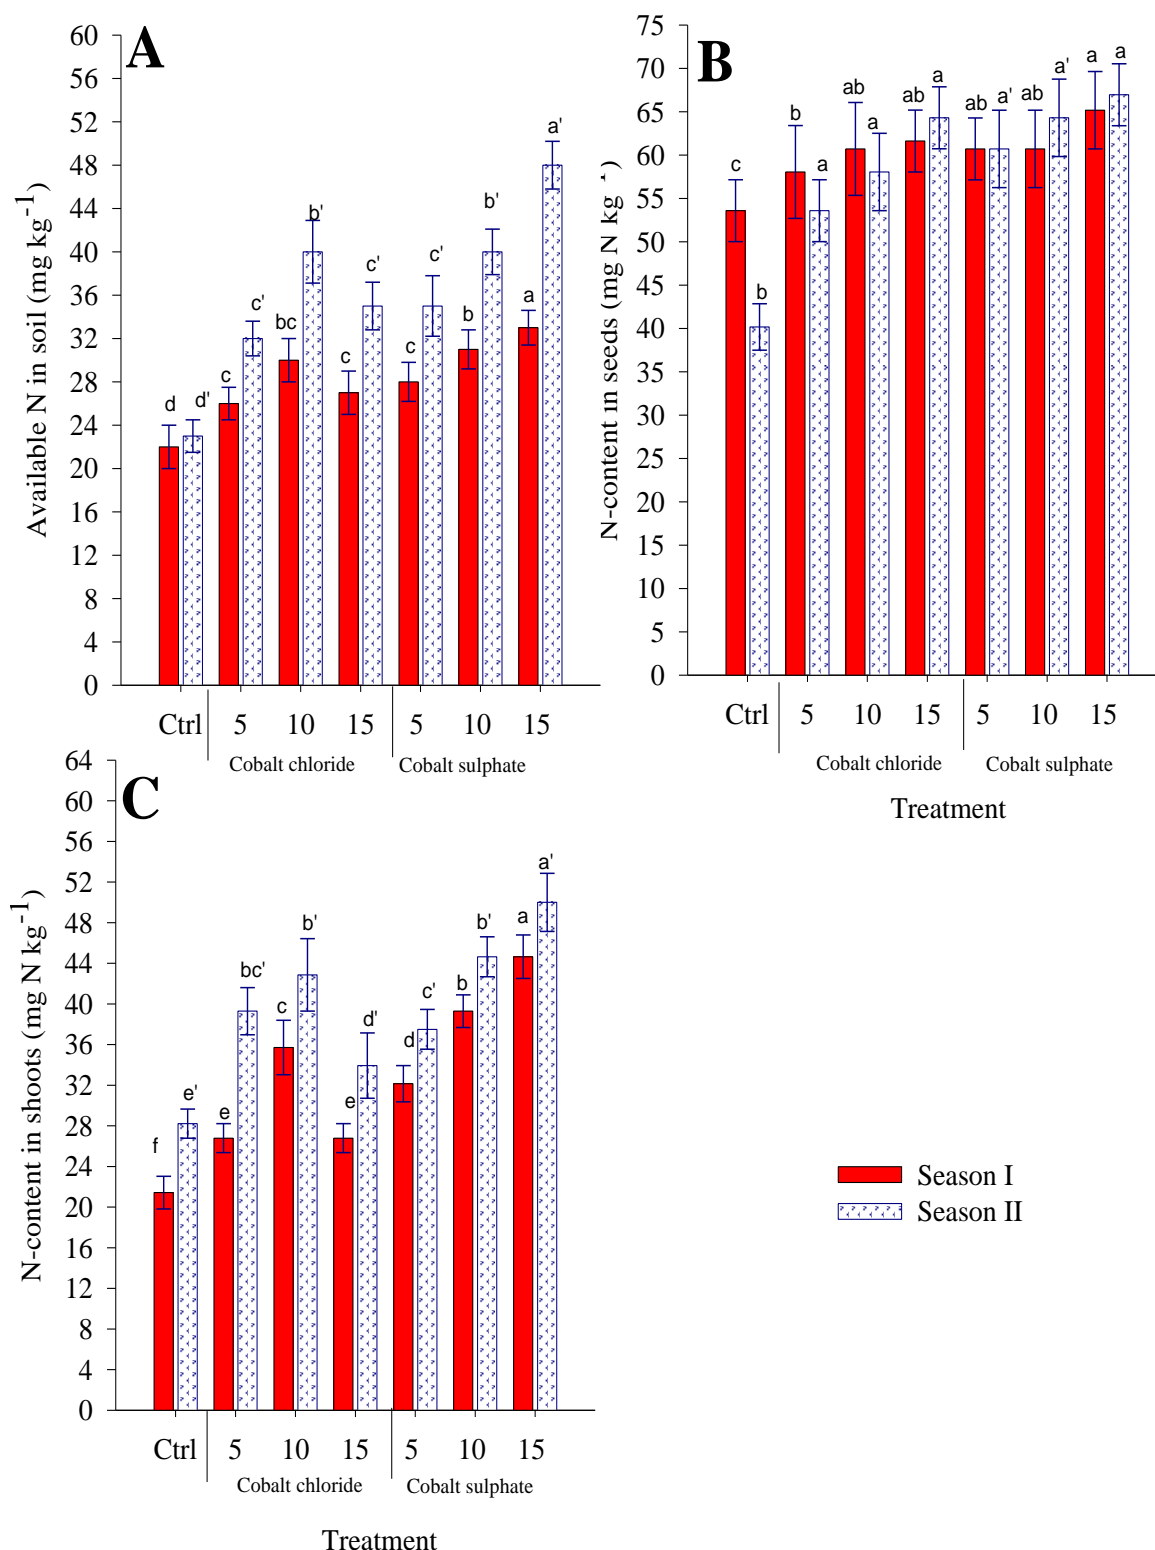 A
Available N in soil (mg kg-1)
60
56
52
48
44
40
36
32
28
24
20
16
12
8
4
0
d
d'
c
c'
bc
b'
c
c'
c
c'
b
b'
a
a'
Ctrl 5 10 15 5 10 15
Cobalt chloride Cobalt sulphate
B
N-content in seeds (mg N kg
75
70
65
60
55
50
45
40
35
30
25
20
15
10
5
0
c
b
b
a
ab
a
ab
a
ab
a'
ab
a'
a
a
Ctrl 5 10 15 5 10 15
Cobalt chloride Cobalt sulphate
Treatment
C
N-content in shoots (mg N kg-1)
64
60
56
52
48
44
40
36
32
28
24
20
16
12
8
4
0
f
e'
e
bc'
c
b'
e
d'
d
c'
b
b'
a
a'
Ctrl 5 10 15 5 10 15
Cobalt chloride Cobalt sulphate
Treatment
Season I
Season II